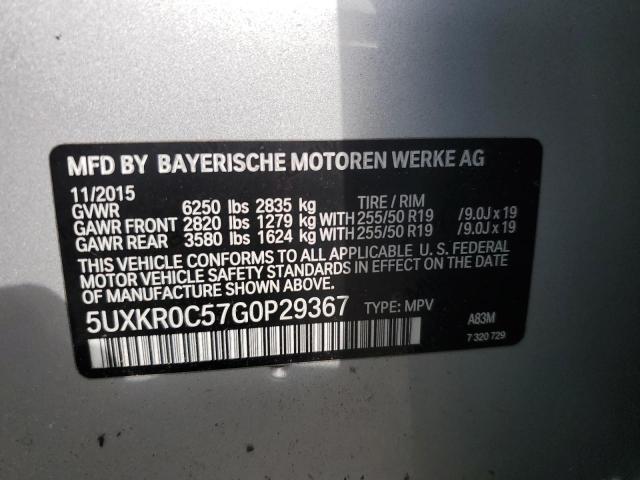 MFD BY BAYERISCHE MOTOREN WERKE AG
11/2015 TIRE / RIM
GVWR 6250 lbs 2835 kg
GAWR FRONT 2820 lbs 1279 kg WITH 255/50 R19 /9.0J x 19
GAWR REAR 3580 lbs 1624 kg WITH 255/50 R19 /9.0J x 19
THIS VEHICLE CONFORMS TO ALL APPLICABLE U.S. FEDERAL
MOTOR VEHICLE SAFETY STANDARDS IN EFFECT ON THE
DATE OF MANUFACTURE SHOWN ABOVE.
5UXKR0C57G0P29367 TYPE: MPV A83M
7 320 729